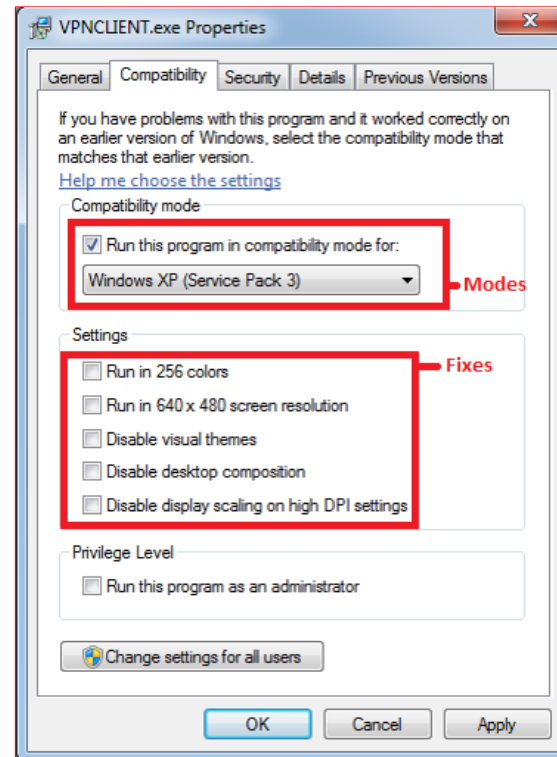 VPNCLIENT.exe Properties
General Compatibility Security Details Previous Versions
If you have problems with this program and it worked correctly on
an earlier version of Windows, select the compatibility mode that
matches that earlier version.
Help me choose the settings
Compatibility mode
Run this program in compatibility mode for:
Windows XP (Service Pack 3)
Modes
Settings
Fixes
Run in 256 colors
Run in 640 x 480 screen resolution
Disable visual themes
Disable desktop composition
Disable display scaling on high DPI settings
Privilege Level
Run this program as an administrator
Change settings for all users
OK Cancel Apply